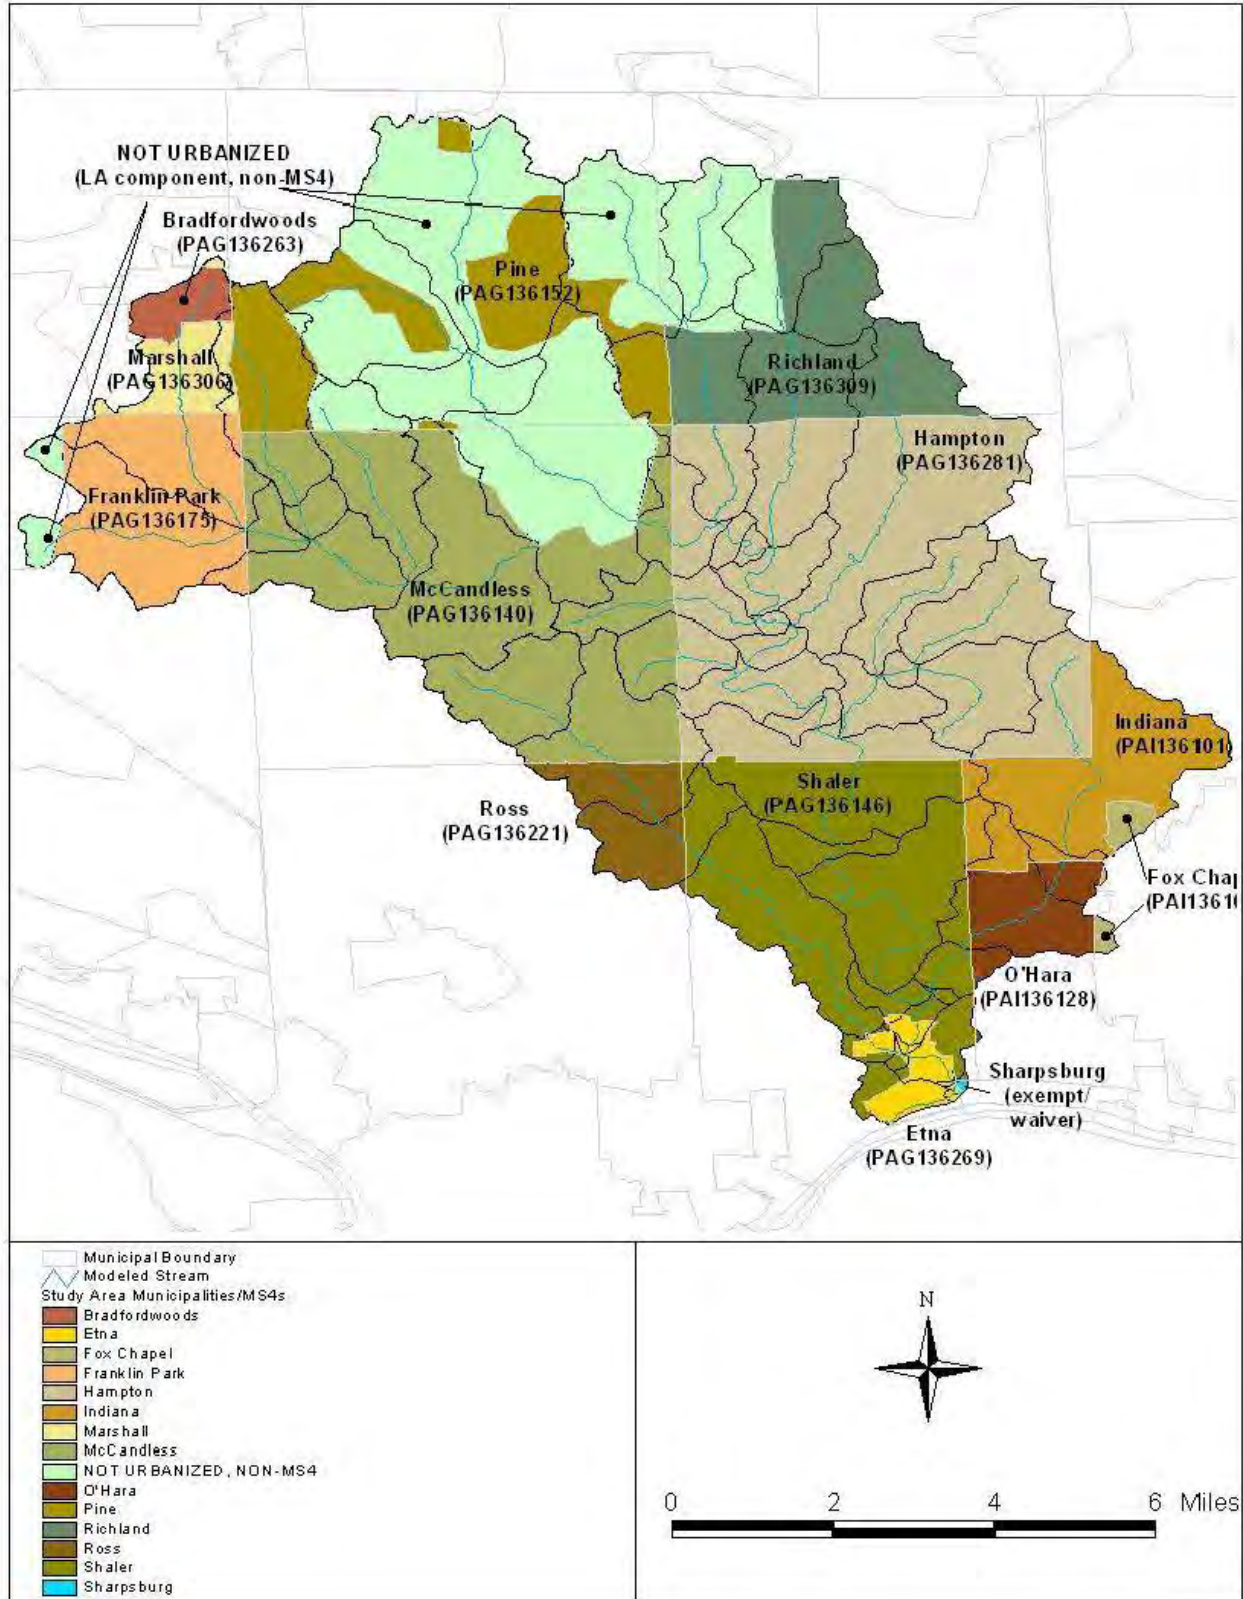 NOT URBANIZED
(LA component, non-MS4)
Bradfordwoods
(PAG136263)
Pine
(PAG136152)
Marshall
(PAG136306)
Richland
(PAG136309)
Hampton
(PAG136281)
Franklin Park
(PAG136175)
McCandless
(PAG136140)
Indiana
(PAI136101
Shaler
(PAG136146)
Ross
(PAG136221)
Fox Chap
(PAI1361
O'Hara
(PAI136128)
Sharpsburg
(exempt/
waiver)
Etna
(PAG136269)
Municipal Boundary
Modeled Stream
Study Area Municipalities/MS4s
Bradfordwoods
Etna
Fox Chapel
Franklin Park
Hampton
Indiana
Marshall
McCandless
NOT URBANIZED, NON-MS4
O'Hara
Pine
Richland
Ross
Shaler
Sharpsburg
N
0 2 4 6 Miles